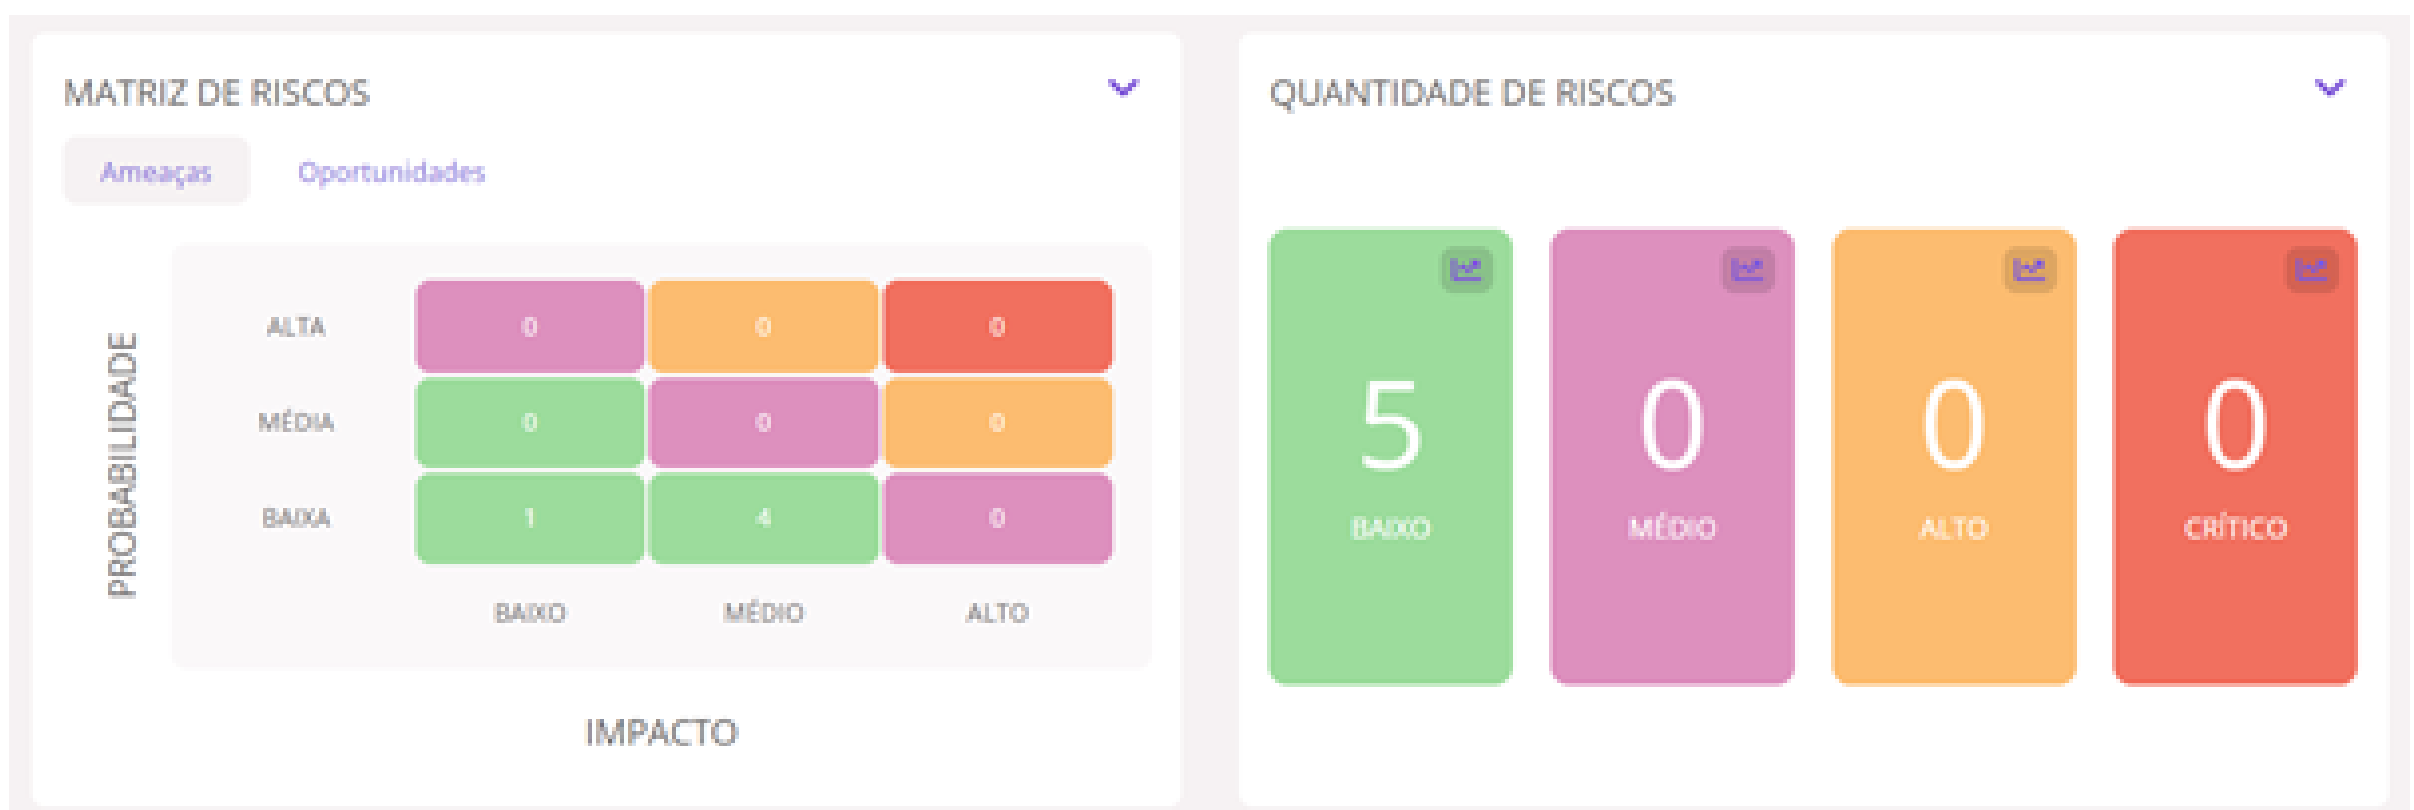 MATRIZ DE RISCOS
Ameaças Oportunidades
PROBABILIDADE
ALTA 0 0 0
MÉDIA 0 0 0
BAIXA 1 4 0
BAIXO MÉDIO ALTO
IMPACTO
QUANTIDADE DE RISCOS
5 0 0 0
BAIXO MÉDIO ALTO CRÍTICO